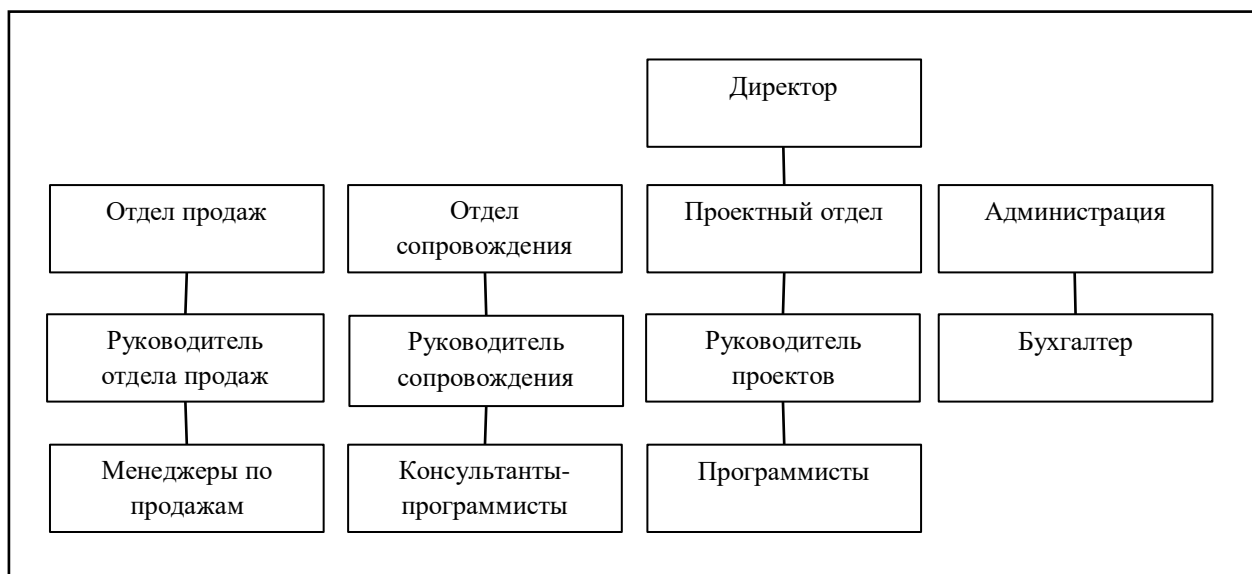 Директор
Отдел продаж
Отдел
сопровождения
Проектный отдел
Администрация
Руководитель
отдела продаж
Руководитель
сопровождения
Руководитель
проектов
Бухгалтер
Менеджеры по
продажам
Консультанты-
программисты
Программисты